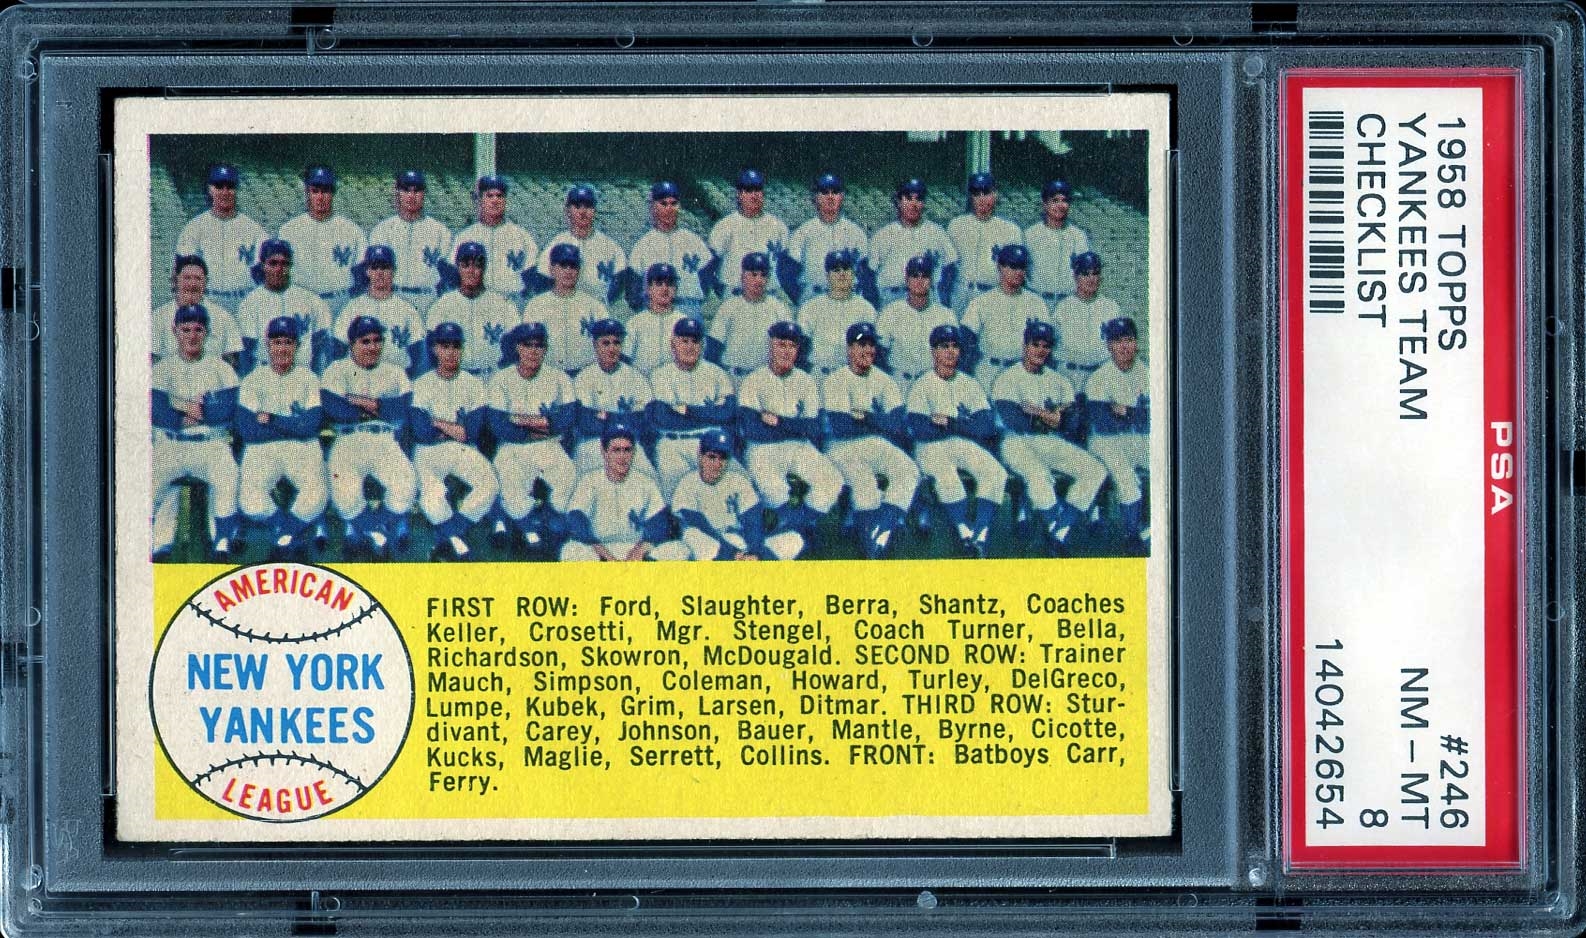 AMERICAN
NEW YORK
YANKEES
LEAGUE
FIRST ROW: Ford, Slaughter, Berra, Shantz, Coaches
Keller, Crosetti, Mgr. Stengel, Coach Turner, Bella,
Richardson, Skowron, McDougald. SECOND ROW: Trainer
Mauch, Simpson, Coleman, Howard, Turley, DelGreco,
Lumpe, Kubek, Grim, Larsen, Ditmar. THIRD ROW: Stur-
divant, Carey, Johnson, Bauer, Mantle, Byrne, Cicotte,
Kucks, Maglie, Serrett, Collins. FRONT: Batboys Carr,
Ferry.
PSA
1958 TOPPS #246
YANKEES TEAM NM-MT
CHECKLIST 8
14042654